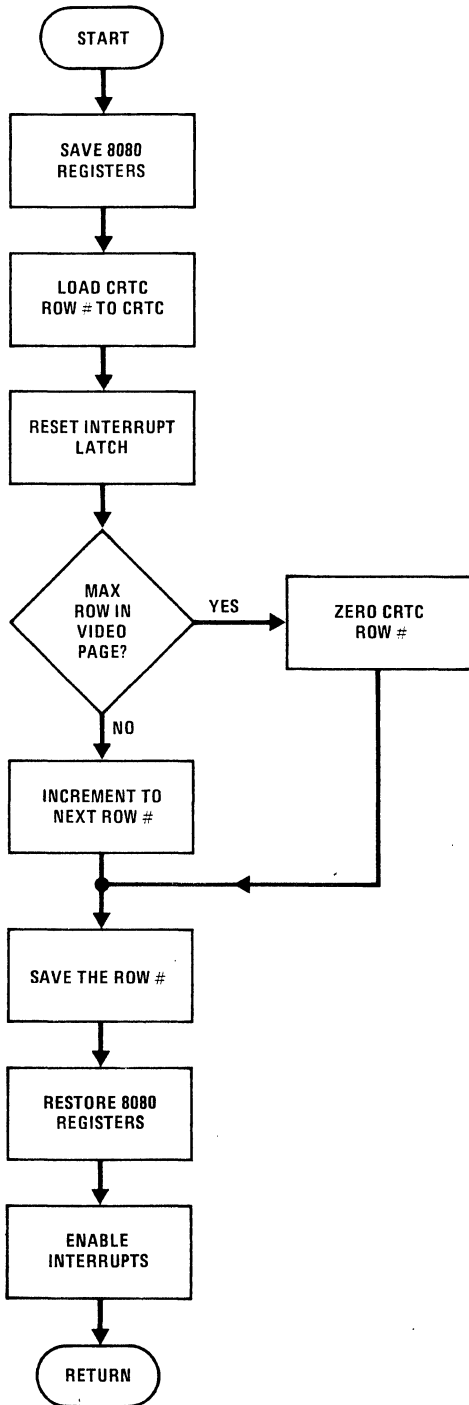 START
SAVE 8080
REGISTERS
LOAD CRTC
ROW # TO CRTC
RESET INTERRUPT
LATCH
MAX
ROW IN
VIDEO
PAGE?
YES
ZERO CRTC
ROW #
NO
INCREMENT TO
NEXT ROW #
SAVE THE ROW #
RESTORE 8080
REGISTERS
ENABLE
INTERRUPTS
RETURN